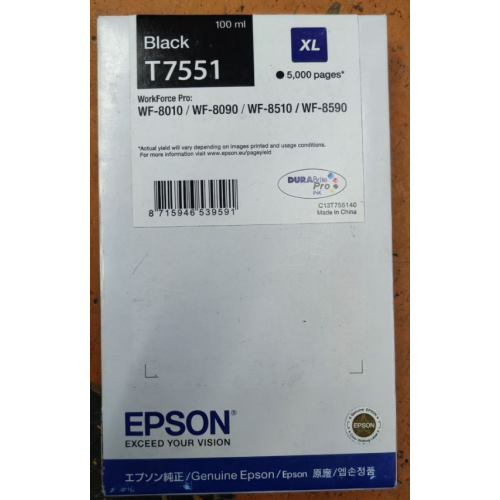 100 ml
Black
T7551
XL
5,000 pages*
WorkForce Pro:
WF-8010 / WF-8090 / WF-8510 / WF-8590
*Actual yield will vary depending on images printed and usage conditions.
For more information visit www.epson.eu/pageyield
DURABrite
Pro
INK
8 715946 539591
C13T755140
Made in China
EPSON®
EXCEED YOUR VISION
EPSON
エプソン純正/Genuine Epson/Epson 原廠/엡손정품